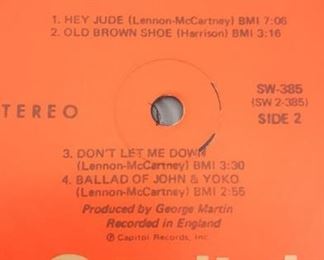 1. HEY JUDE (Lennon-McCartney) BMI 7:06
2. OLD BROWN SHOE (Harrison) BMI 3:16
SW-385
(SW 2-385)
TEREO
SIDE 2
3. DON'T LET ME DOWN
(Lennon-McCartney) BMI 3:30
4. BALLAD OF JOHN & YOKO
(Lennon-McCartney) BMI 2:55
Produced by George Martin
Recorded in England
℗ Capitol Records, Inc.